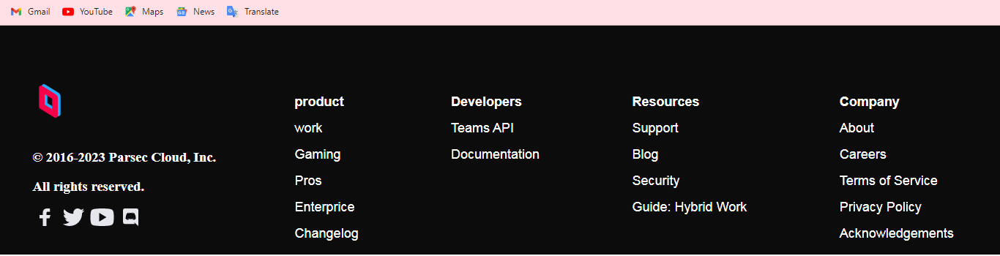 Gmail YouTube Maps News Translate
© 2016-2023 Parsec Cloud, Inc.
All rights reserved.
product
work
Gaming
Pros
Enterprice
Changelog
Developers
Teams API
Documentation
Resources
Support
Blog
Security
Guide: Hybrid Work
Company
About
Careers
Terms of Service
Privacy Policy
Acknowledgements